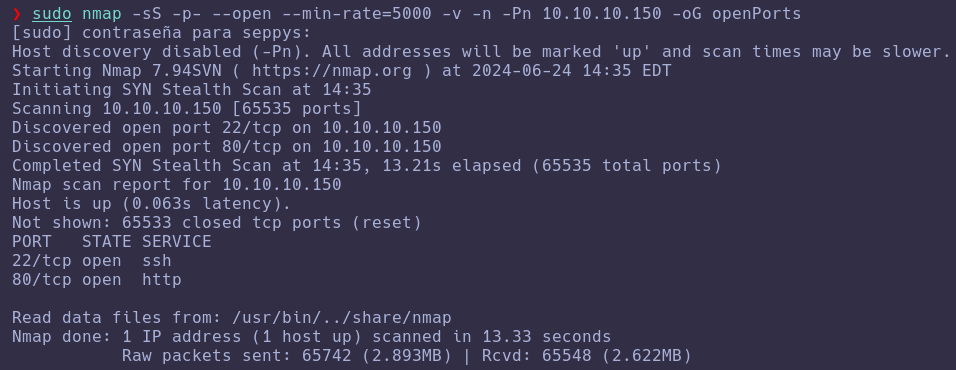 ❯ sudo nmap -sS -p- --open --min-rate=5000 -v -n -Pn 10.10.10.150 -oG openPorts
[sudo] contraseña para seppys:
Host discovery disabled (-Pn). All addresses will be marked 'up' and scan times may be slower.
Starting Nmap 7.94SVN ( https://nmap.org ) at 2024-06-24 14:35 EDT
Initiating SYN Stealth Scan at 14:35
Scanning 10.10.10.150 [65535 ports]
Discovered open port 22/tcp on 10.10.10.150
Discovered open port 80/tcp on 10.10.10.150
Completed SYN Stealth Scan at 14:35, 13.21s elapsed (65535 total ports)
Nmap scan report for 10.10.10.150
Host is up (0.063s latency).
Not shown: 65533 closed tcp ports (reset)
PORT   STATE SERVICE
22/tcp open  ssh
80/tcp open  http

Read data files from: /usr/bin/../share/nmap
Nmap done: 1 IP address (1 host up) scanned in 13.33 seconds
           Raw packets sent: 65742 (2.893MB) | Rcvd: 65548 (2.622MB)